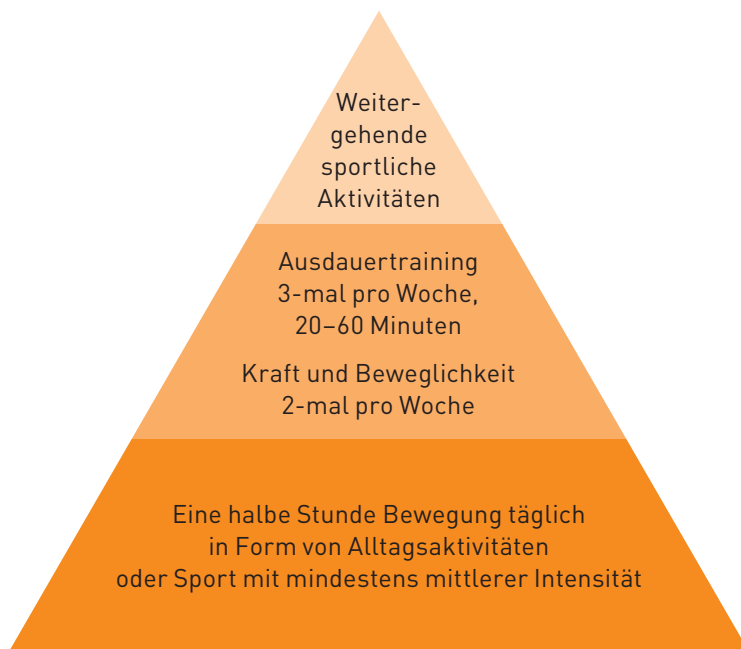 Weiter-
gehende
sportliche
Aktivitäten
Ausdauertraining
3-mal pro Woche,
20–60 Minuten
Kraft und Beweglichkeit
2-mal pro Woche
Eine halbe Stunde Bewegung täglich
in Form von Alltagsaktivitäten
oder Sport mit mindestens mittlerer Intensität